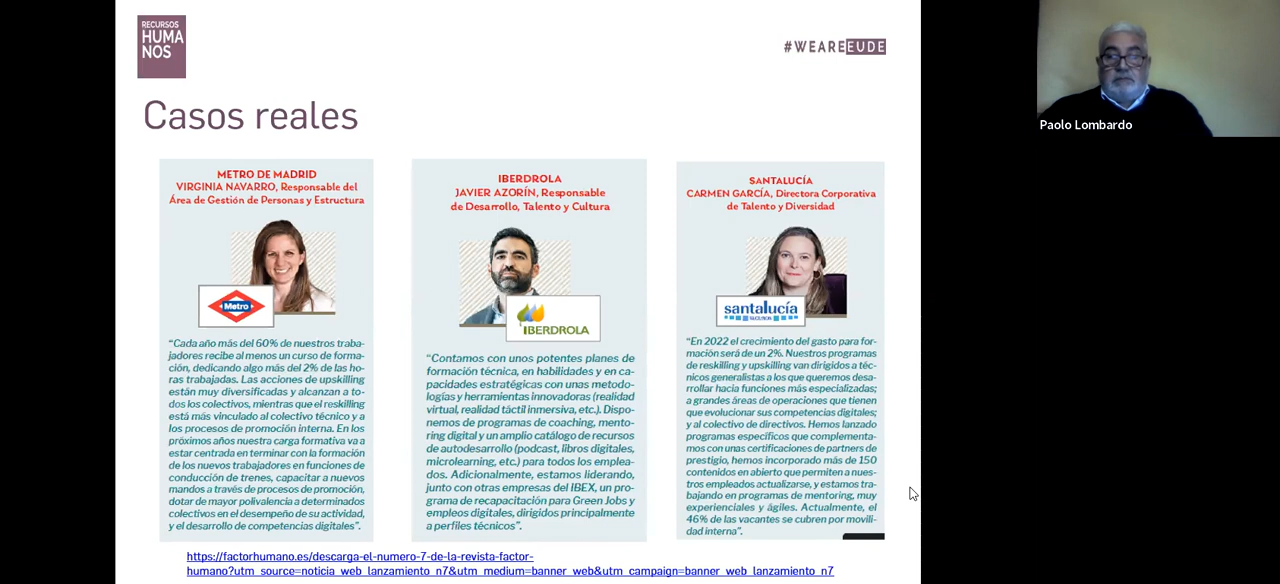 RECURSOS
HUMA
NOS
#WEAREEUDE
Paolo Lombardo
Casos reales
METRO DE MADRID
VIRGINIA NAVARRO, Responsable del
Área de Gestión de Personas y Estructura
Metro
“Cada año más del 60% de nuestros traba-
jadores recibe al menos un curso de forma-
ción, dedicando algo más del 2% de las ho-
ras trabajadas. Las acciones de upskilling
están muy diversificadas y alcanzan a to-
dos los colectivos, mientras que el reskilling
está más vinculado al colectivo técnico y a
los procesos de promoción interna. En los
próximos años nuestra carga formativa va a
estar centrada en terminar con la formación
de los nuevos trabajadores en funciones de
conducción de trenes, capacitar a nuevos
mandos a través de procesos de promoción,
dotar de mayor polivalencia a determinados
colectivos en el desempeño de su actividad,
y el desarrollo de competencias digitales”.
IBERDROLA
JAVIER AZORÍN, Responsable
de Desarrollo, Talento y Cultura
IBERDROLA
“Contamos con unos potentes planes de
formación técnica, en habilidades y en ca-
pacidades estratégicas con unas metodo-
logías y herramientas innovadoras (realidad
virtual, realidad táctil inmersiva, etc.). Dispo-
nemos de programas de coaching, mento-
ring digital y un amplio catálogo de recursos
de autodesarrollo (podcast, libros digitales,
microlearning, etc.) para todos los emplea-
dos. Adicionalmente, estamos liderando,
junto con otras empresas del IBEX, un pro-
grama de recapacitación para Green Jobs y
empleos digitales, dirigidos principalmente
a perfiles técnicos”.
SANTALUCÍA
CARMEN GARCÍA, Directora Corporativa
de Talento y Diversidad
santalucía
SEGUROS
“En 2022 el crecimiento del gasto para for-
mación será de un 2%. Nuestros programas
de reskilling y upskilling van dirigidos a téc-
nicos generalistas a los que queremos desa-
rrollar hacia funciones más especializadas;
a grandes áreas de operaciones que tienen
que evolucionar sus competencias digitales;
y al colectivo de directivos. Hemos lanzado
programas específicos que complementa-
mos con unas certificaciones de partners de
prestigio, hemos incorporado más de 150
contenidos en abierto que permiten a nues-
tros empleados actualizarse, y estamos tra-
bajando en programas de mentoring, muy
experienciales y ágiles. Actualmente, el
46% de las vacantes se cubren por movili-
dad interna”.
https://factorhumano.es/descarga-el-numero-7-de-la-revista-factor-
humano?utm_source=noticia_web_lanzamiento_n7&utm_medium=banner_web&utm_campaign=banner_web_lanzamiento_n7